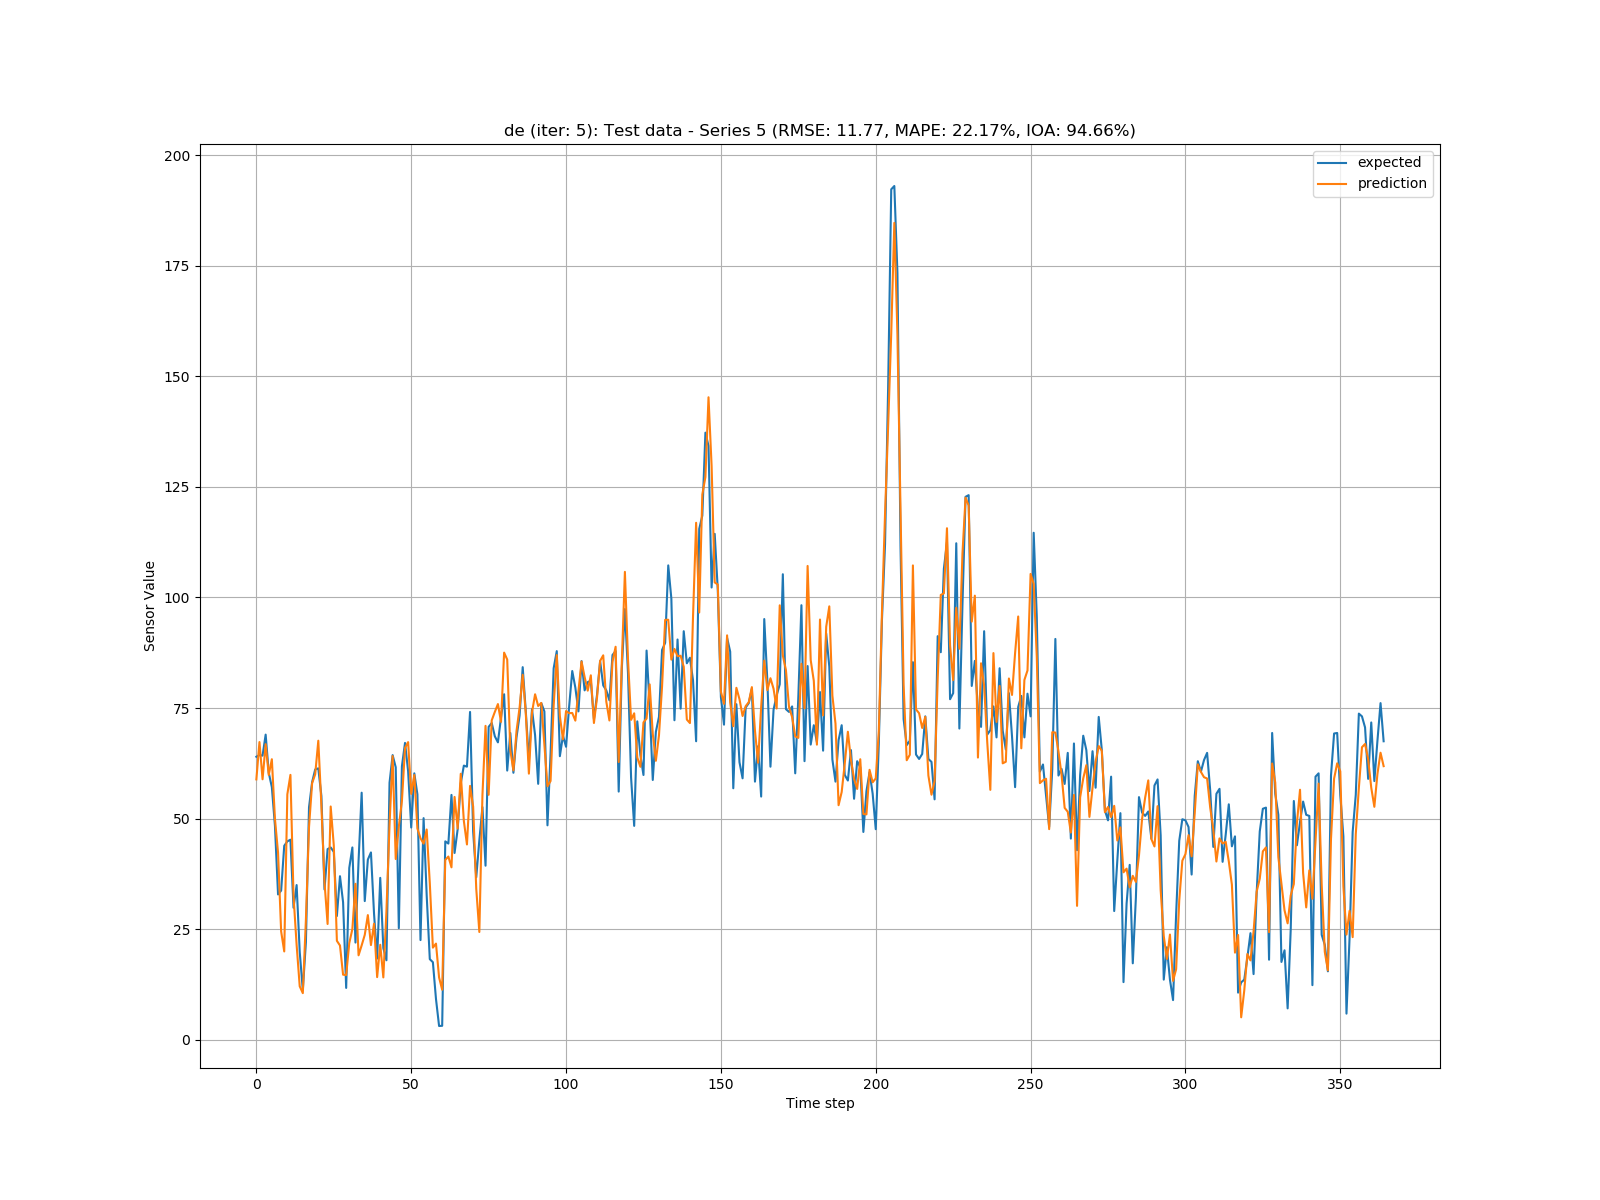 de (iter: 5): Test data - Series 5 (RMSE: 11.77, MAPE: 22.17%, IOA: 94.66%)
expected
prediction
200
175
150
125
100
75
50
25
0
Sensor Value
0 50 100 150 200 250 300 350
Time step